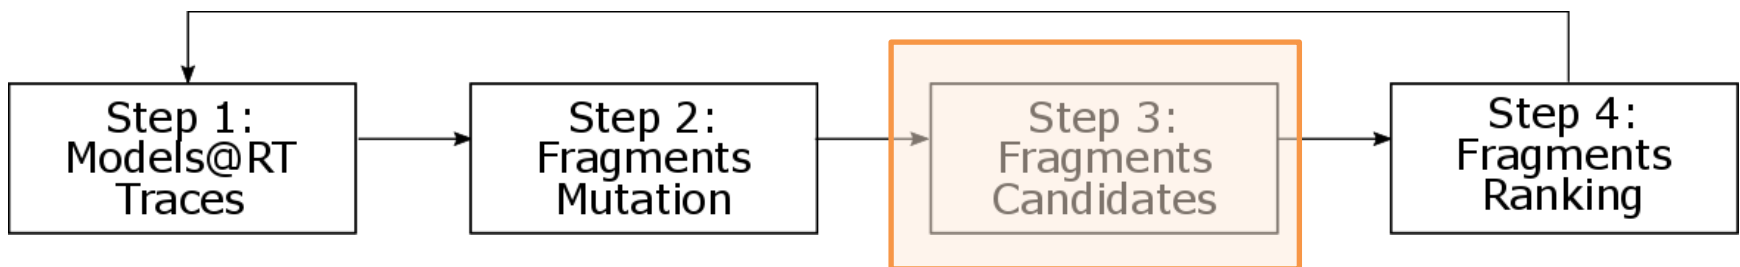 Step 1:
Models@RT
Traces
Step 2:
Fragments
Mutation
Step 3:
Fragments
Candidates
Step 4:
Fragments
Ranking